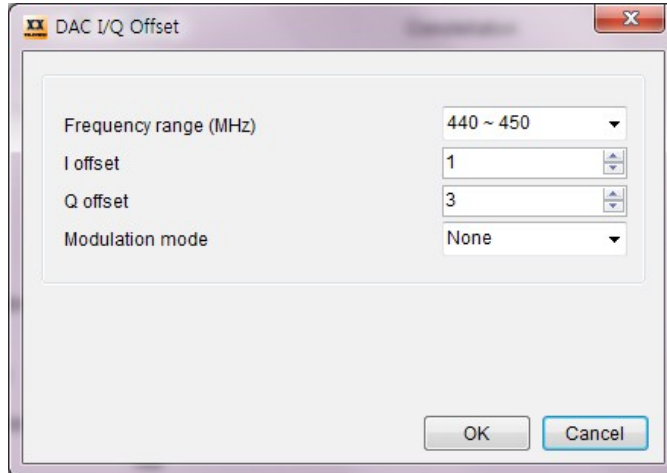 DAC I/Q Offset
Frequency range (MHz) 440 ~ 450
I offset 1
Q offset 3
Modulation mode None
OK Cancel